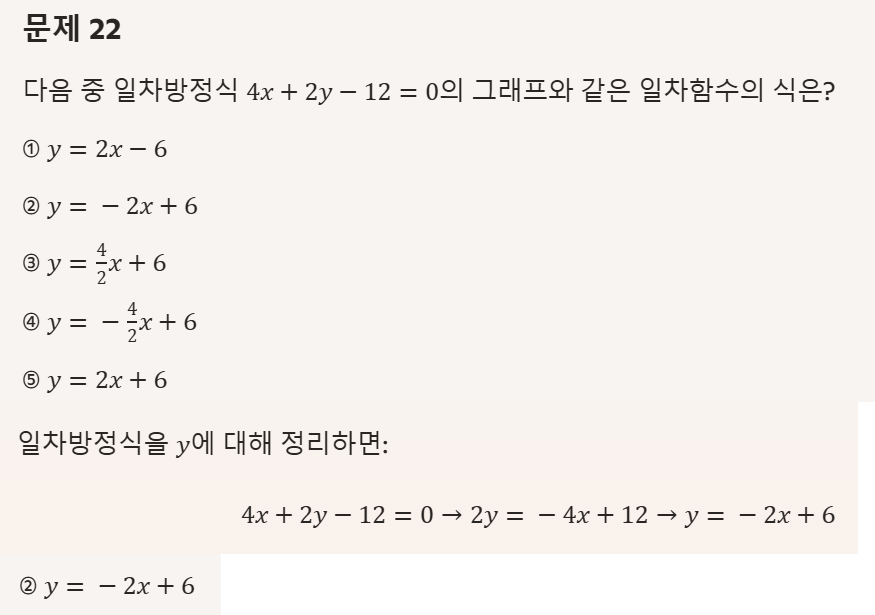 문제 22
다음 중 일차방정식 4x + 2y − 12 = 0의 그래프와 같은 일차함수의 식은?
① y = 2x − 6
② y = − 2x + 6
③ y = 4/2 x + 6
④ y = − 4/2 x + 6
⑤ y = 2x + 6
일차방정식을 y에 대해 정리하면:
4x + 2y − 12 = 0 → 2y = − 4x + 12 → y = − 2x + 6
② y = − 2x + 6